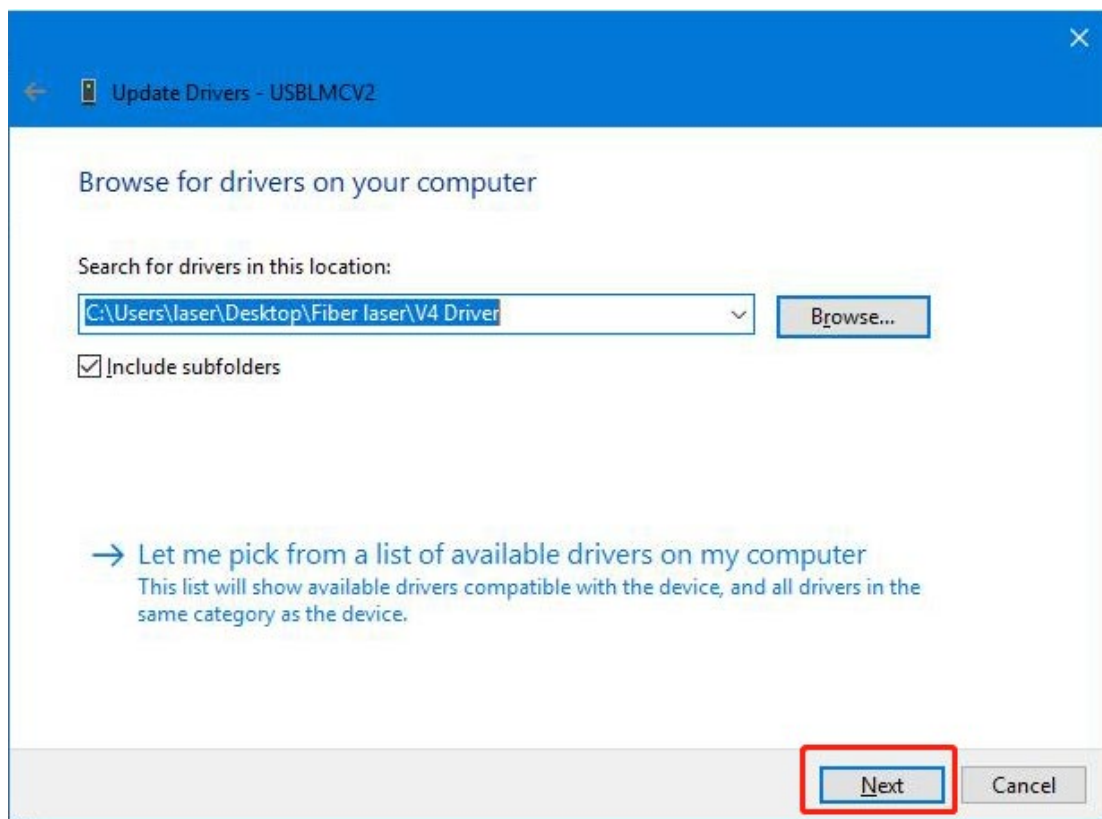 Update Drivers - USBLMCV2
Browse for drivers on your computer
Search for drivers in this location:
C:\Users\laser\Desktop\Fiber laser\V4 Driver
Browse...
Include subfolders
Let me pick from a list of available drivers on my computer
This list will show available drivers compatible with the device, and all drivers in the
same category as the device.
Next
Cancel